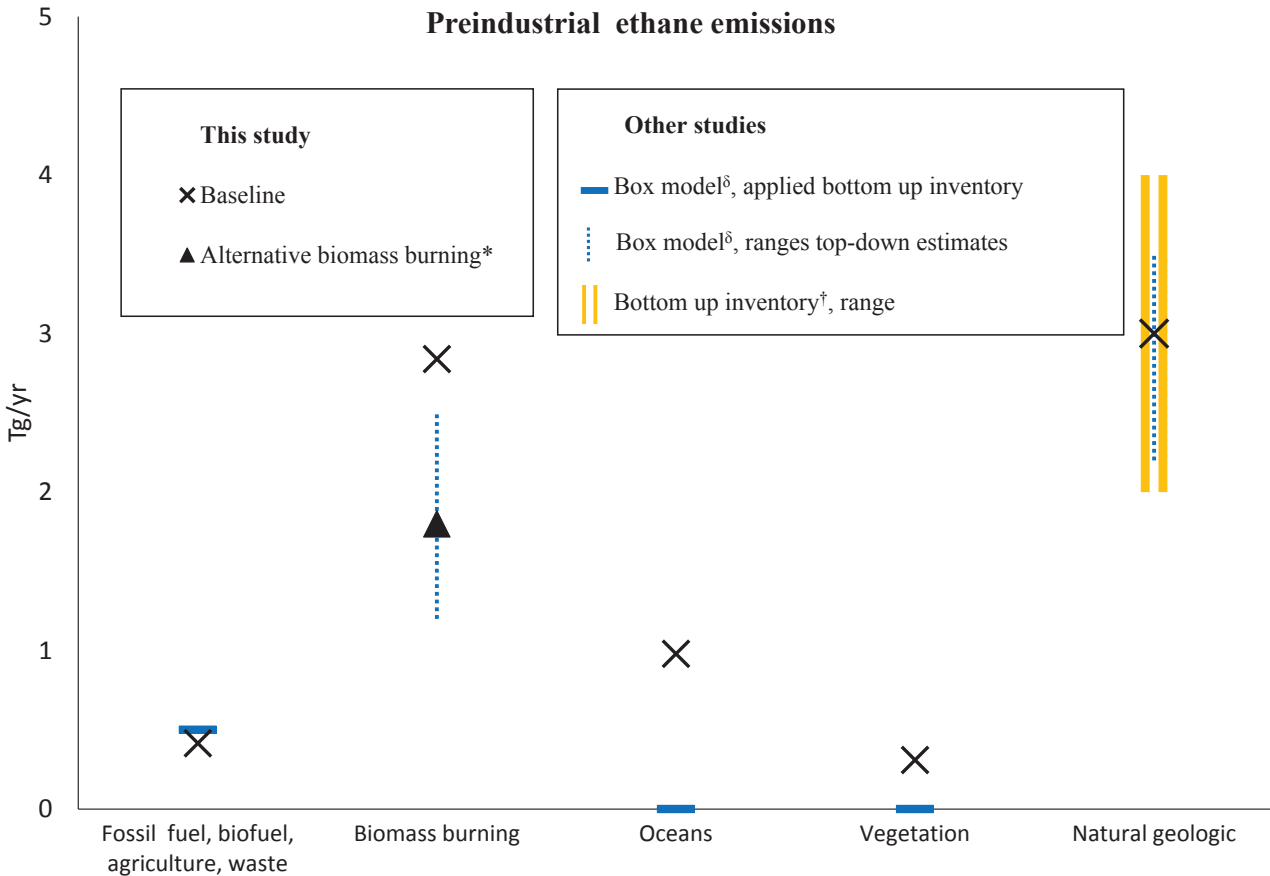 Preindustrial ethane emissions
5
4
3
2
1
0
Tg/yr
This study
Baseline
Alternative biomass burning*
Other studies
Box modelᵟ, applied bottom up inventory
Box modelᵟ, ranges top-down estimates
Bottom up inventory†, range
Fossil fuel, biofuel,
agriculture, waste
Biomass burning
Oceans
Vegetation
Natural geologic